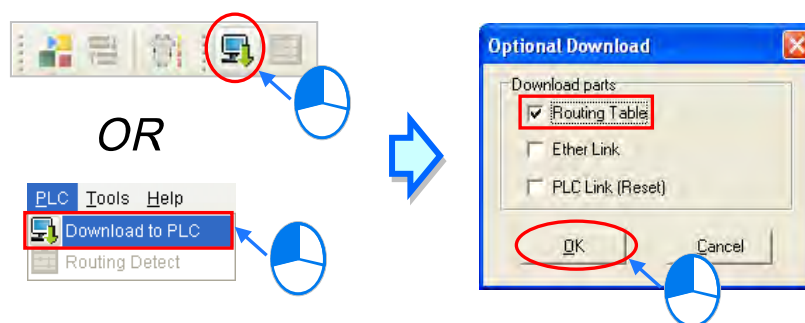 OR
PLC Tools Help
Download to PLC
Routing Detect
Optional Download
Download parts
Routing Table
Ether Link
PLC Link (Reset)
OK Cancel